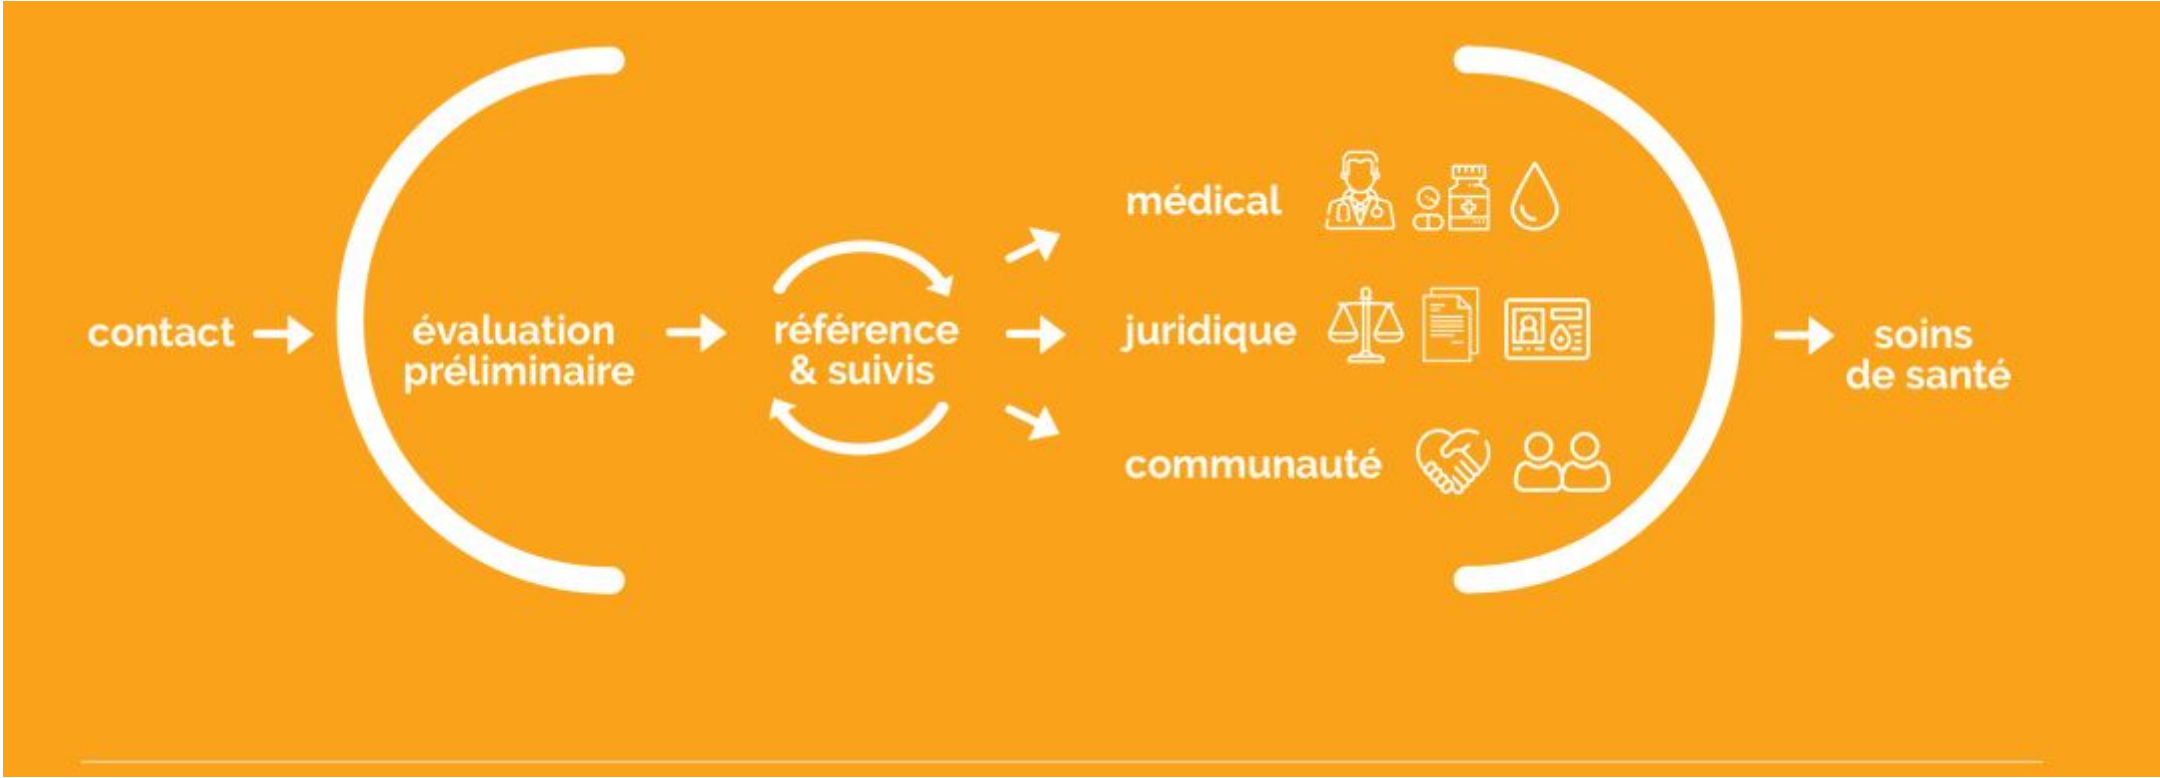 contact
évaluation
préliminaire
référence
& suivis
médical
juridique
communauté
soins
de santé